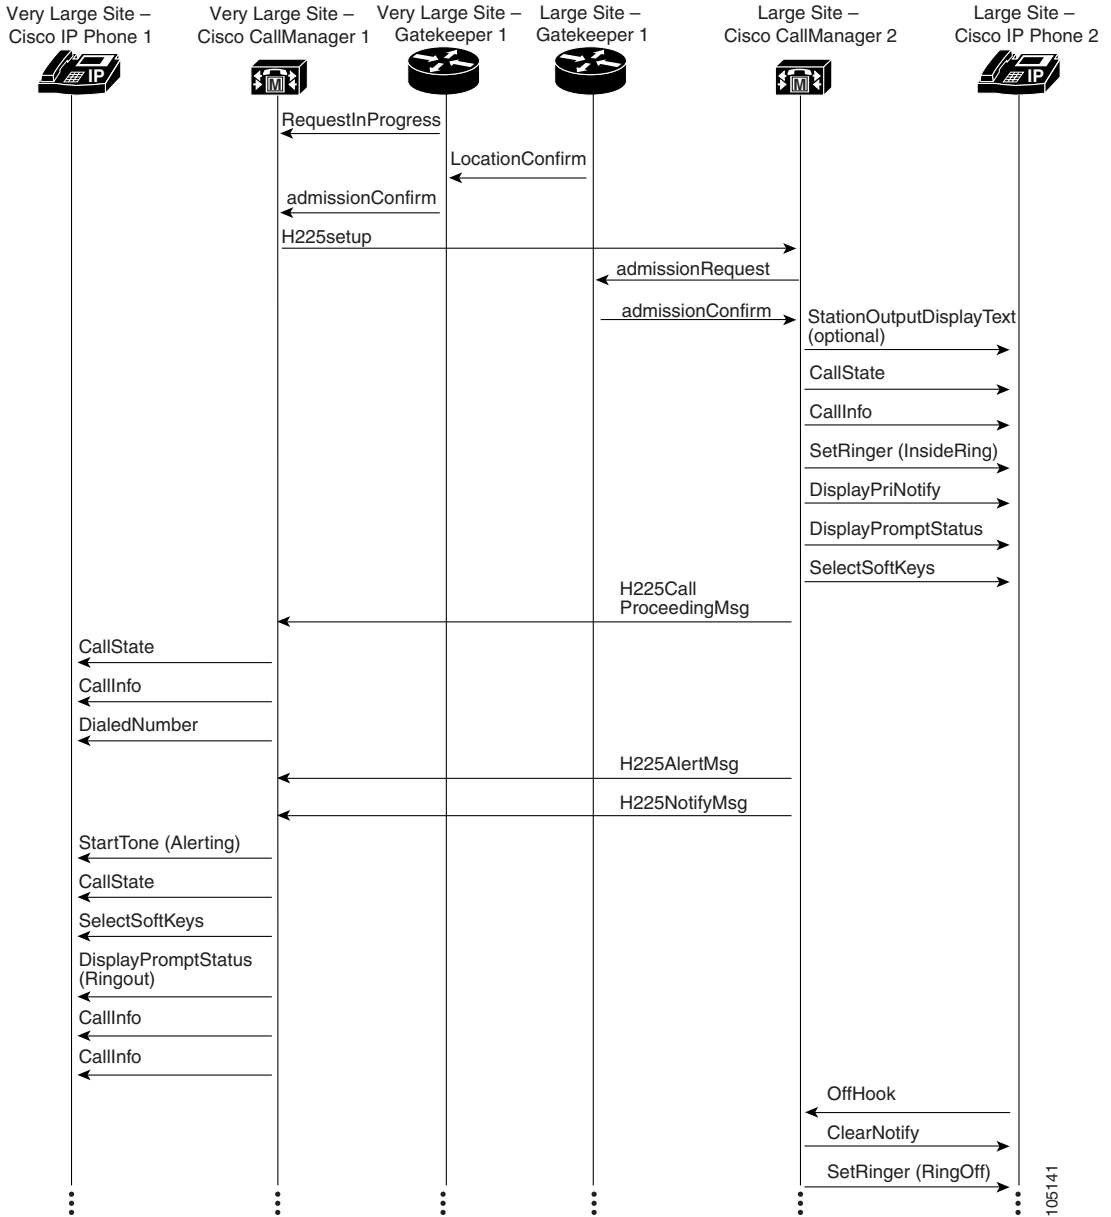 Very Large Site –
Cisco IP Phone 1
Very Large Site –
Cisco CallManager 1
Very Large Site –
Gatekeeper 1
Large Site –
Gatekeeper 1
Large Site –
Cisco CallManager 2
Large Site –
Cisco IP Phone 2
IP
M
M
IP
RequestInProgress
LocationConfirm
admissionConfirm
H225setup
admissionRequest
admissionConfirm
StationOutputDisplayText
(optional)
CallState
CallInfo
SetRinger (InsideRing)
DisplayPriNotify
DisplayPromptStatus
SelectSoftKeys
H225Call
ProceedingMsg
CallState
CallInfo
DialedNumber
H225AlertMsg
H225NotifyMsg
StartTone (Alerting)
CallState
SelectSoftKeys
DisplayPromptStatus
(Ringout)
CallInfo
CallInfo
OffHook
ClearNotify
SetRinger (RingOff)
105141